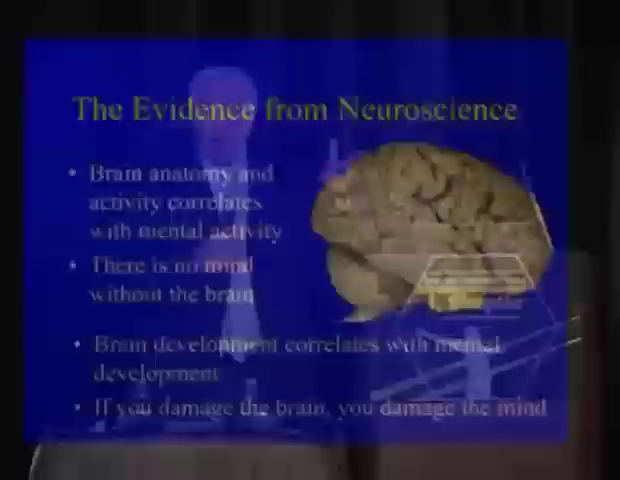 The Evidence from Neuroscience
• Brain anatomy and
activity correlates
with mental activity
• There is no mind
without the brain
• Brain development correlates with mental
development
• If you damage the brain, you damage the mind